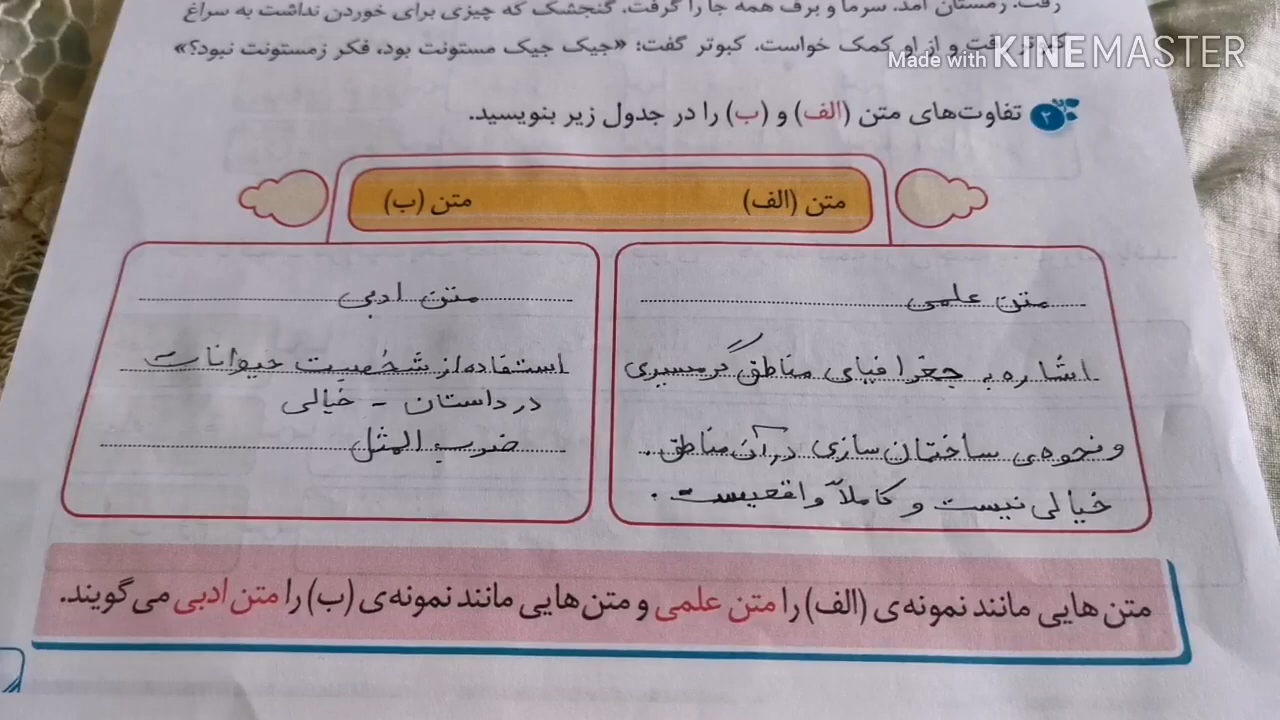 رفت. زمستان آمد. سرما و برف همه جا را گرفت. گنجشک که چیزی برای خوردن نداشت به سراغ
رفت و از او کمک خواست. کبوتر گفت: «جیک جیک مستونت بود، فکر زمستونت نبود؟»
Made with KINEMASTER
۲ تفاوت‌های متن (الف) و (ب) را در جدول زیر بنویسید.
متن (الف)
متن (ب)
متن علمی
اشاره به جغرافیای مناطق گرمسیری
و نحوه‌ی ساختمان سازی در آن مناطق.
خیالی نیست و کاملاً واقعیست.
متن ادبی
استفاده از شخصیت حیوانات
در داستان - خیالی
ضرب المثل
متن هایی مانند نمونه‌ی (الف) را متن علمی و متن هایی مانند نمونه‌ی (ب) را متن ادبی می گویند.